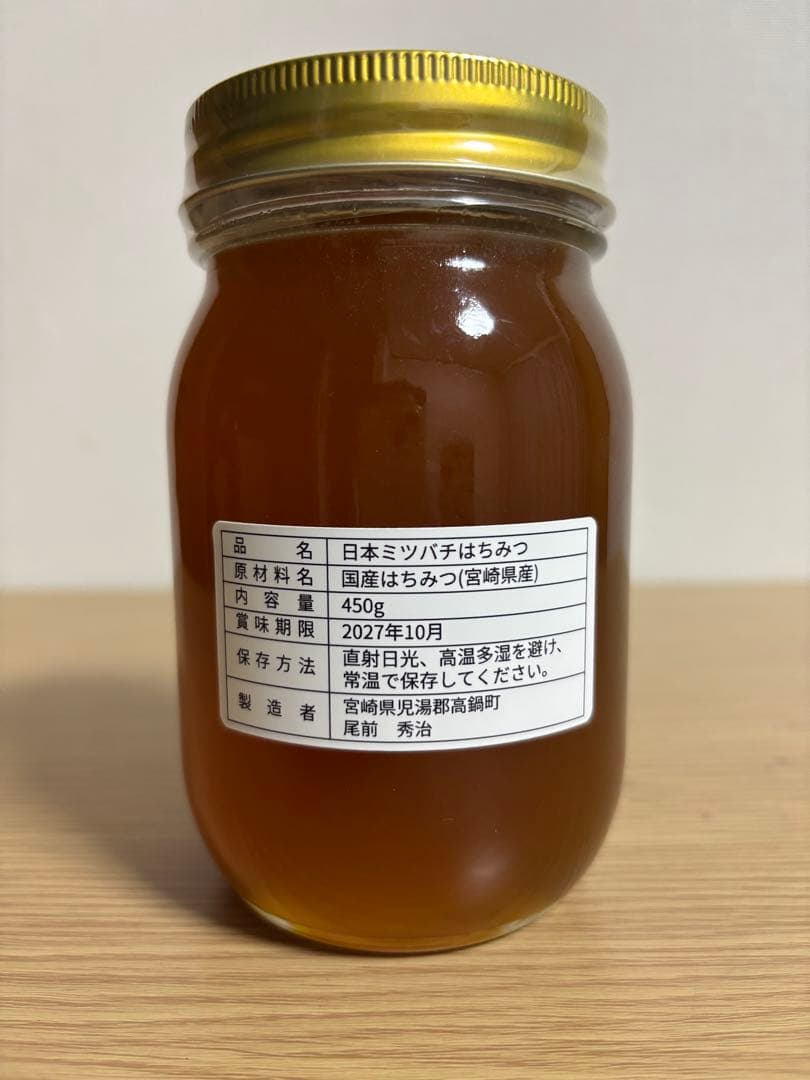 品名 日本ミツバチはちみつ
原材料名 国産はちみつ(宮崎県産)
内容量 450g
賞味期限 2027年10月
保存方法 直射日光、高温多湿を避け、
常温で保存してください。
製造者 宮崎県児湯郡高鍋町
尾前 秀治